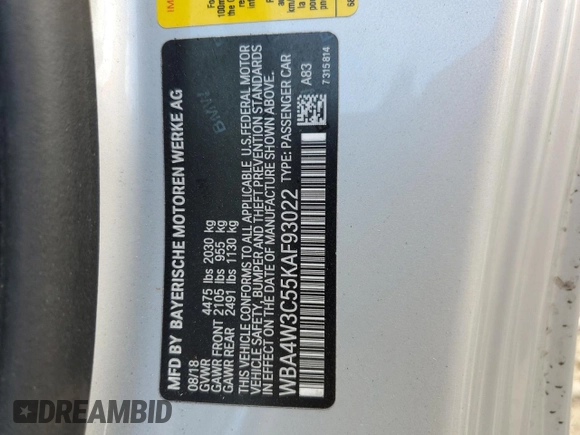 MFD BY BAYERISCHE MOTOREN WERKE AG
08/18
GVWR 4475 lbs 2030 kg
GAWR FRONT 2105 lbs 955 kg
GAWR REAR 2491 lbs 1130 kg
THIS VEHICLE CONFORMS TO ALL APPLICABLE U.S. FEDERAL MOTOR
VEHICLE SAFETY, BUMPER AND THEFT PREVENTION STANDARDS
IN EFFECT ON THE DATE OF MANUFACTURE SHOWN ABOVE.
WBA4W3C55KAF93022 TYPE: PASSENGER CAR
A83
7315814
BMW
DREAMBID